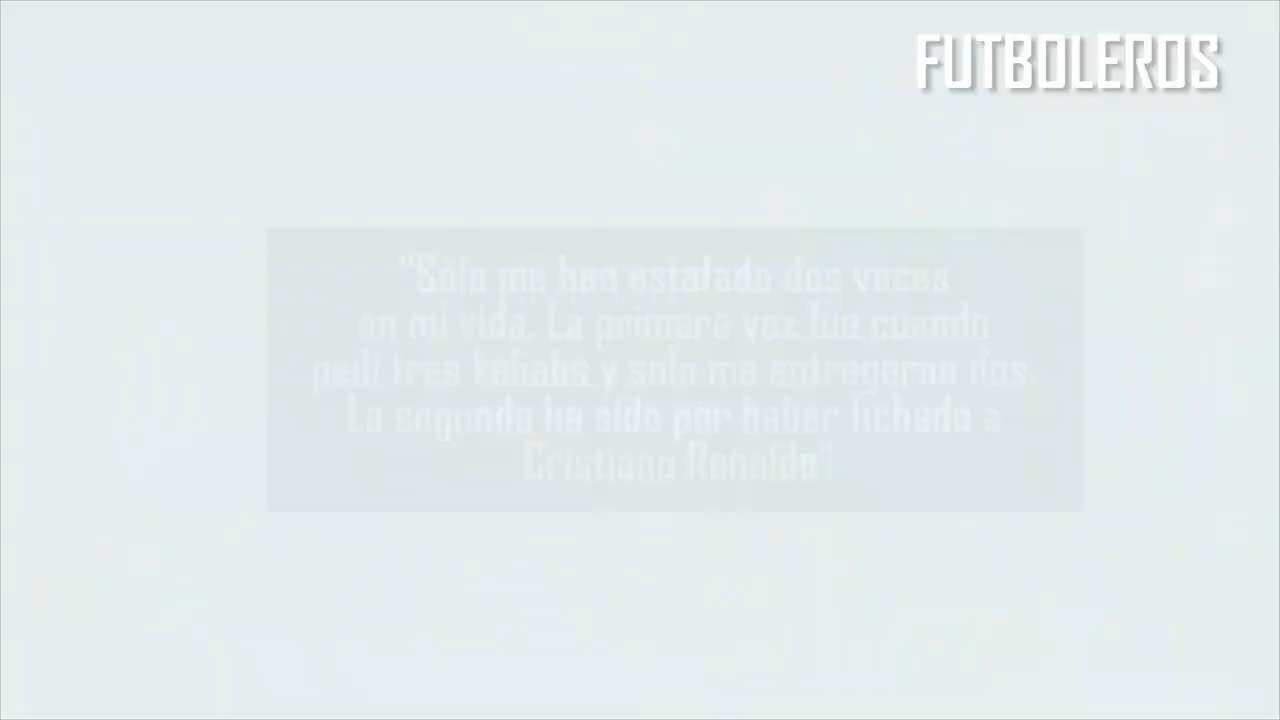 FUTBOLEROS
"Sólo me han estafado dos veces
en mi vida. La primera vez fue cuando
pedí tres kebabs y sólo me entregaron dos.
La segunda ha sido por haber fichado a
Cristiano Ronaldo"